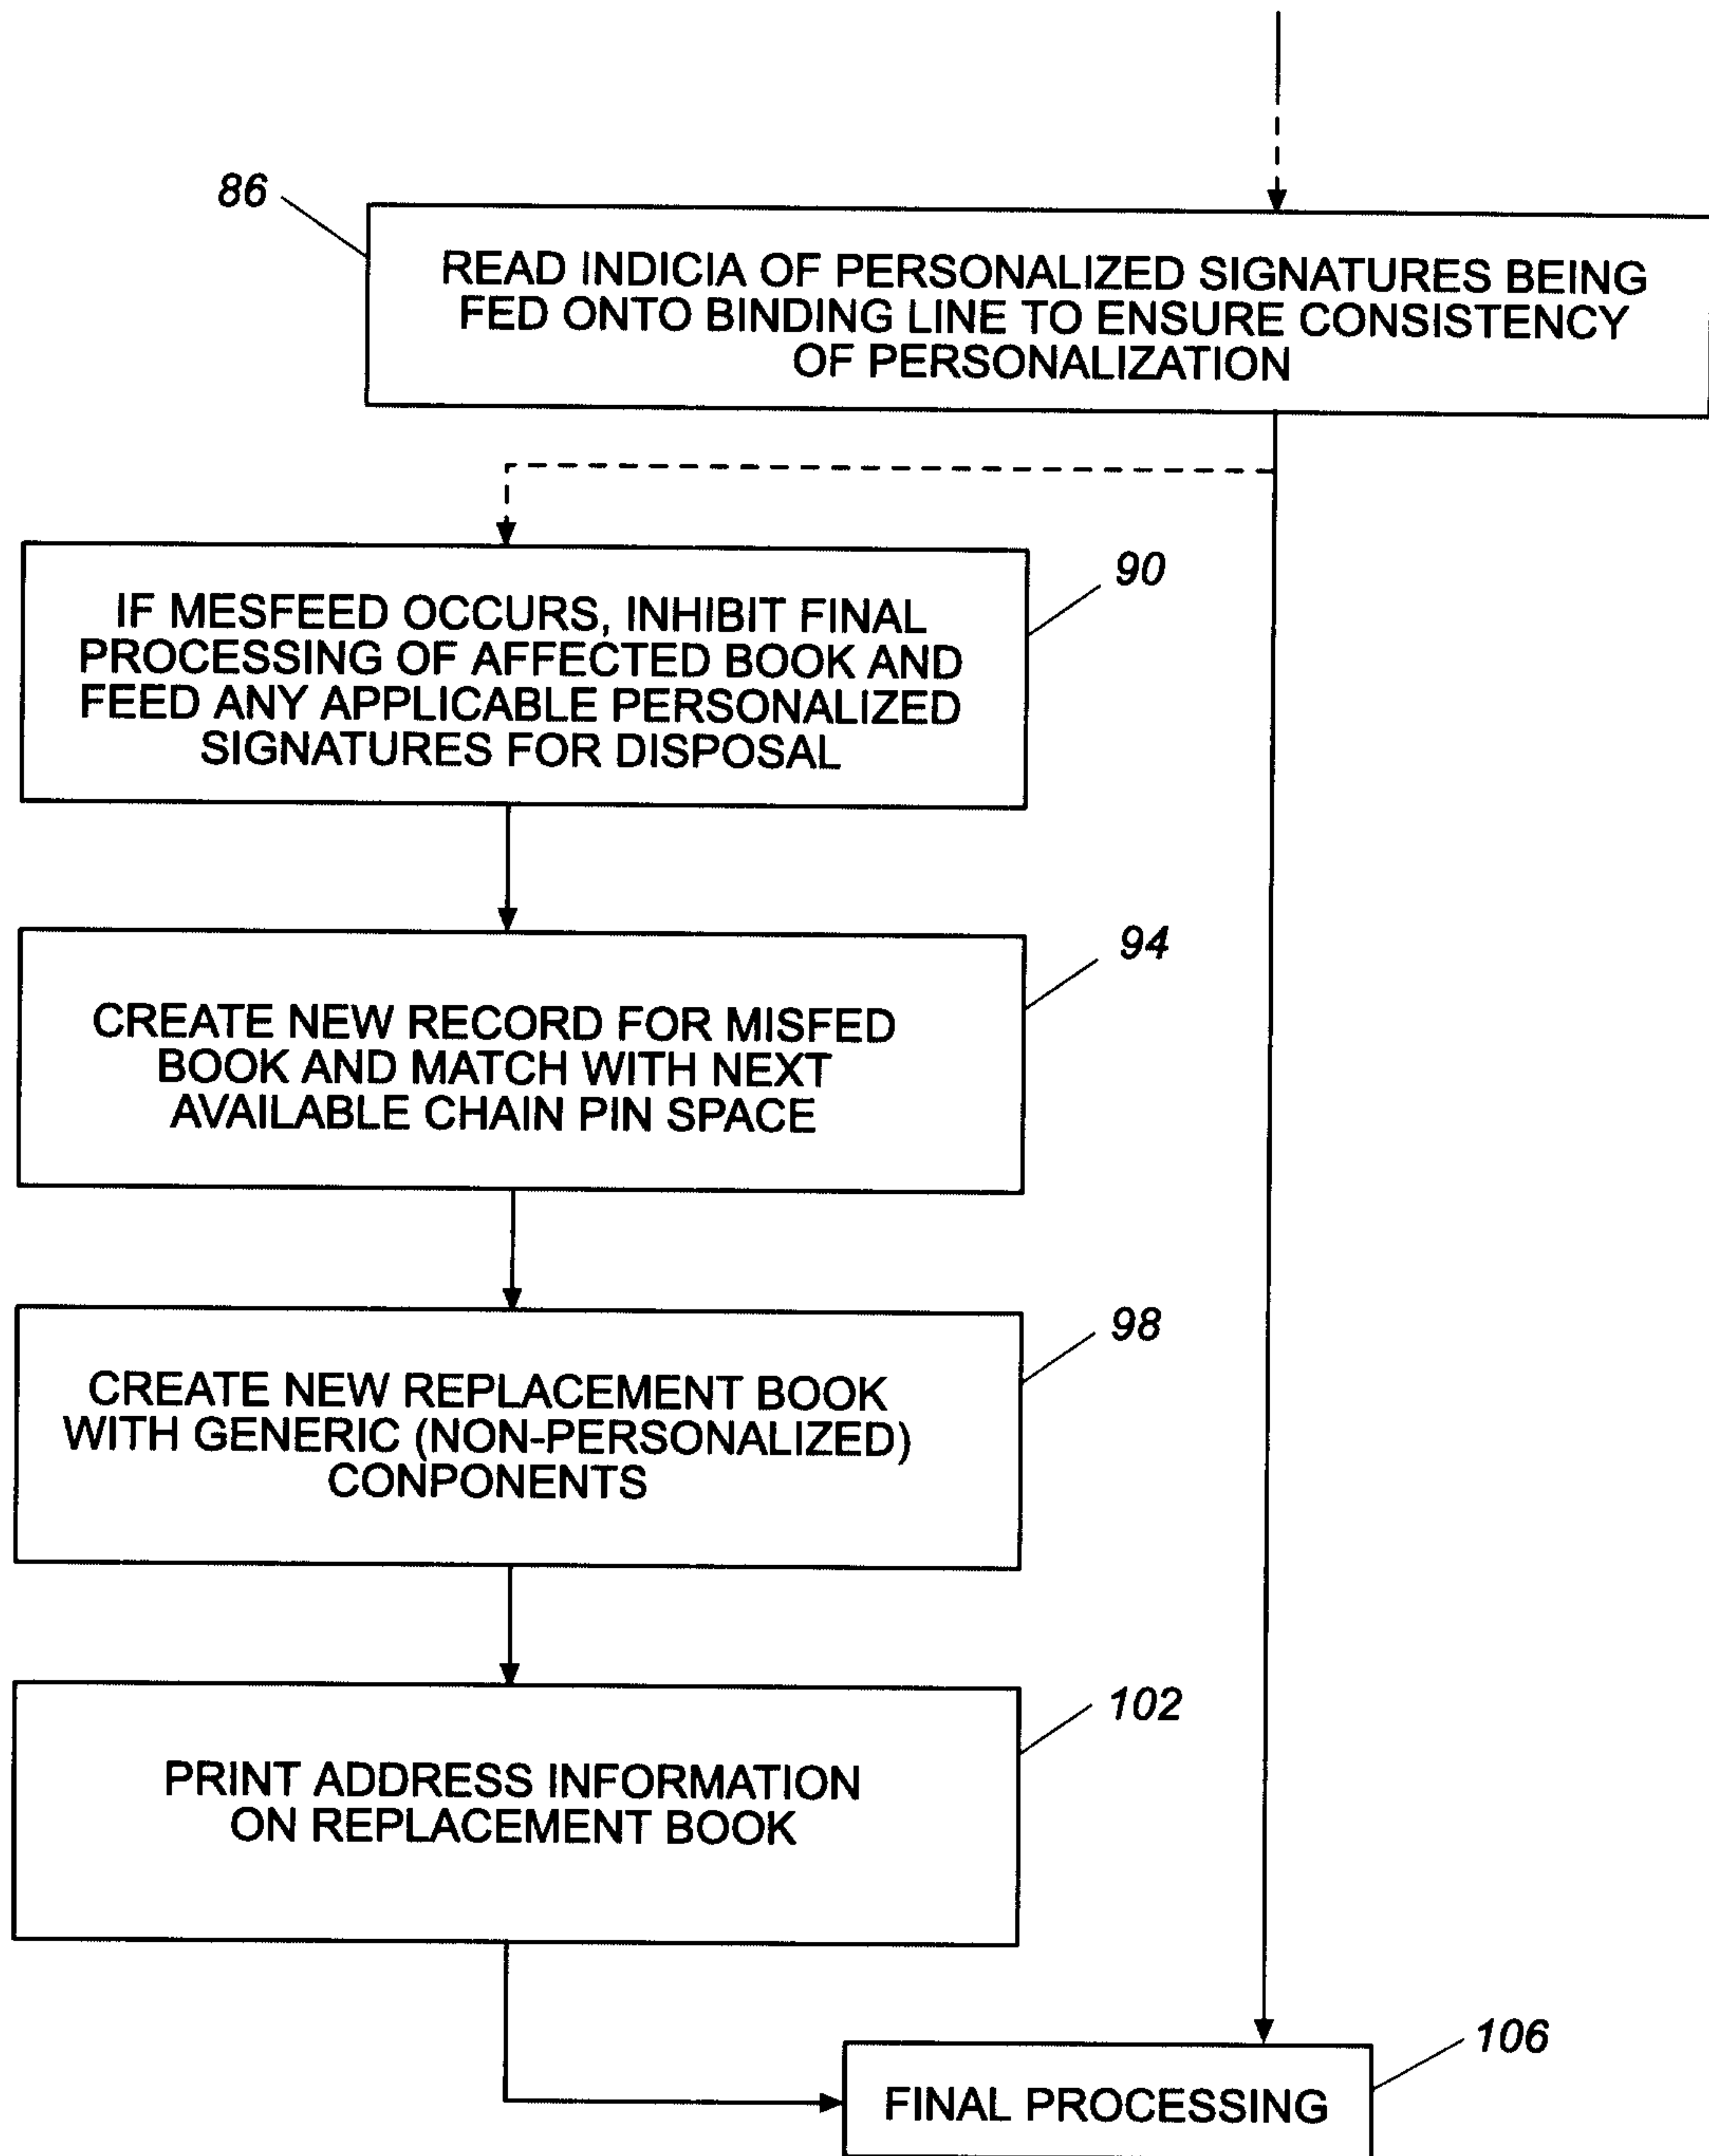 86
READ INDICIA OF PERSONALIZED SIGNATURES BEING
FED ONTO BINDING LINE TO ENSURE CONSISTENCY
OF PERSONALIZATION
90
IF MESFEED OCCURS, INHIBIT FINAL
PROCESSING OF AFFECTED BOOK AND
FEED ANY APPLICABLE PERSONALIZED
SIGNATURES FOR DISPOSAL
94
CREATE NEW RECORD FOR MISFED
BOOK AND MATCH WITH NEXT
AVAILABLE CHAIN PIN SPACE
98
CREATE NEW REPLACEMENT BOOK
WITH GENERIC (NON-PERSONALIZED)
CONPONENTS
102
PRINT ADDRESS INFORMATION
ON REPLACEMENT BOOK
106
FINAL PROCESSING